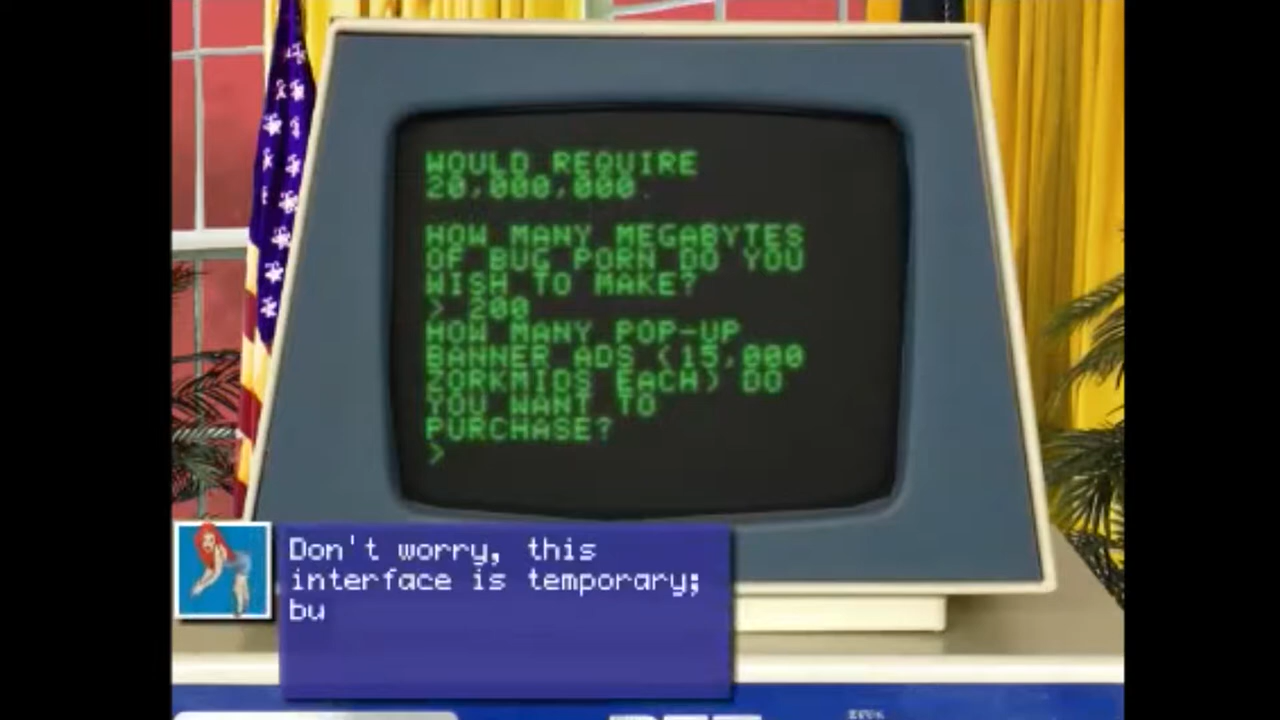 WOULD REQUIRE
20,000,000.
HOW MANY MEGABYTES
OF BUG PORN DO YOU
WISH TO MAKE?
> 200
HOW MANY POP-UP
BANNER ADS (15,000
ZORKMIDS EACH) DO
YOU WANT TO
PURCHASE?
>
Don't worry, this
interface is temporary;
bu